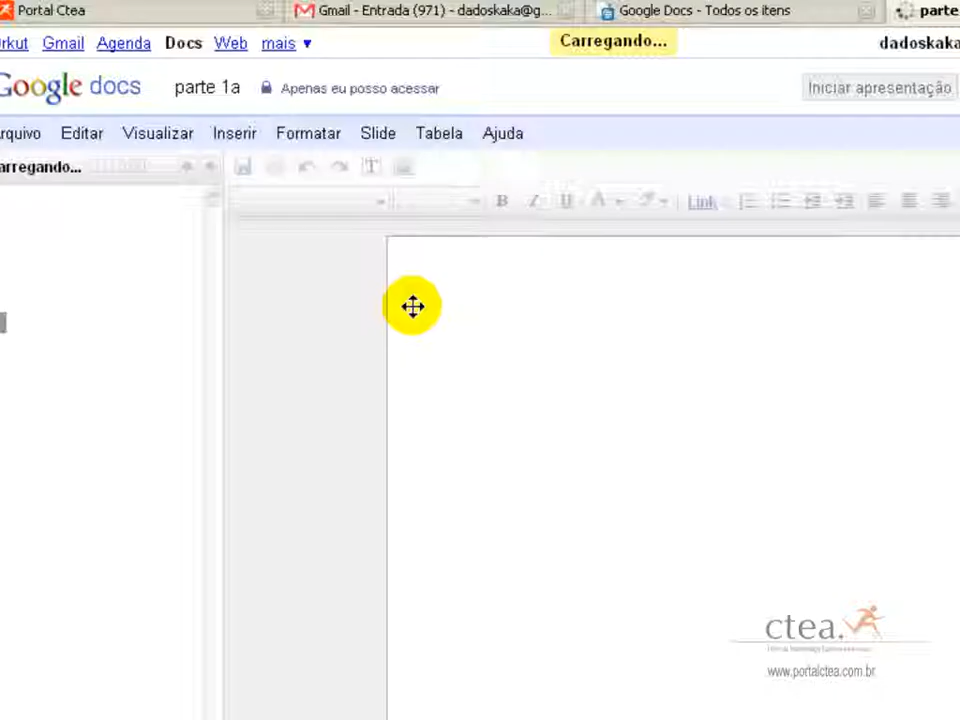 Portal Ctea
Gmail - Entrada (971) - dadoskaka@g...
Google Docs - Todos os itens
parte
rkut Gmail Agenda Docs Web mais ▼
Carregando...
dadoskaka
Google docs
parte 1a
Apenas eu posso acessar
Iniciar apresentação
rquivo Editar Visualizar Inserir Formatar Slide Tabela Ajuda
arregando...
T
B I U A Link
ctea.
www.portalctea.com.br